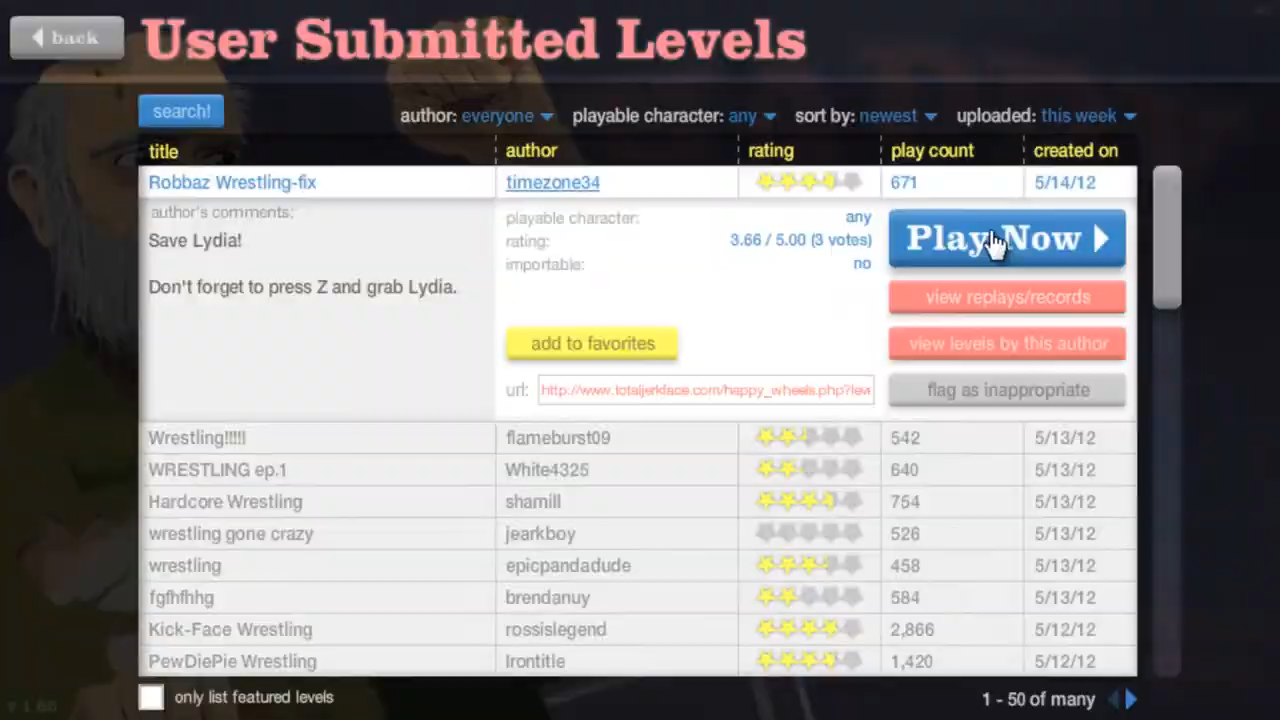 back
User Submitted Levels
search!
author: everyone playable character: any sort by: newest uploaded: this week
title author rating play count created on
Robbaz Wrestling-fix timezone34 671 5/14/12
author's comments:
Save Lydia!
Don't forget to press Z and grab Lydia.
playable character: any
rating: 3.66 / 5.00 (3 votes)
importable: no
add to favorites
url: http://www.totaljerkface.com/happy_wheels.php?lev
Play Now
view replays/records
view levels by this author
flag as inappropriate
Wrestling!!!!! flameburst09 542 5/13/12
WRESTLING ep.1 White4325 640 5/13/12
Hardcore Wrestling shamill 754 5/13/12
wrestling gone crazy jearkboy 526 5/13/12
wrestling epicpandadude 458 5/13/12
fgfhfhhg brendanuy 584 5/13/12
Kick-Face Wrestling rossislegend 2,866 5/12/12
PewDiePie Wrestling Irontitle 1,420 5/12/12
only list featured levels
1 - 50 of many